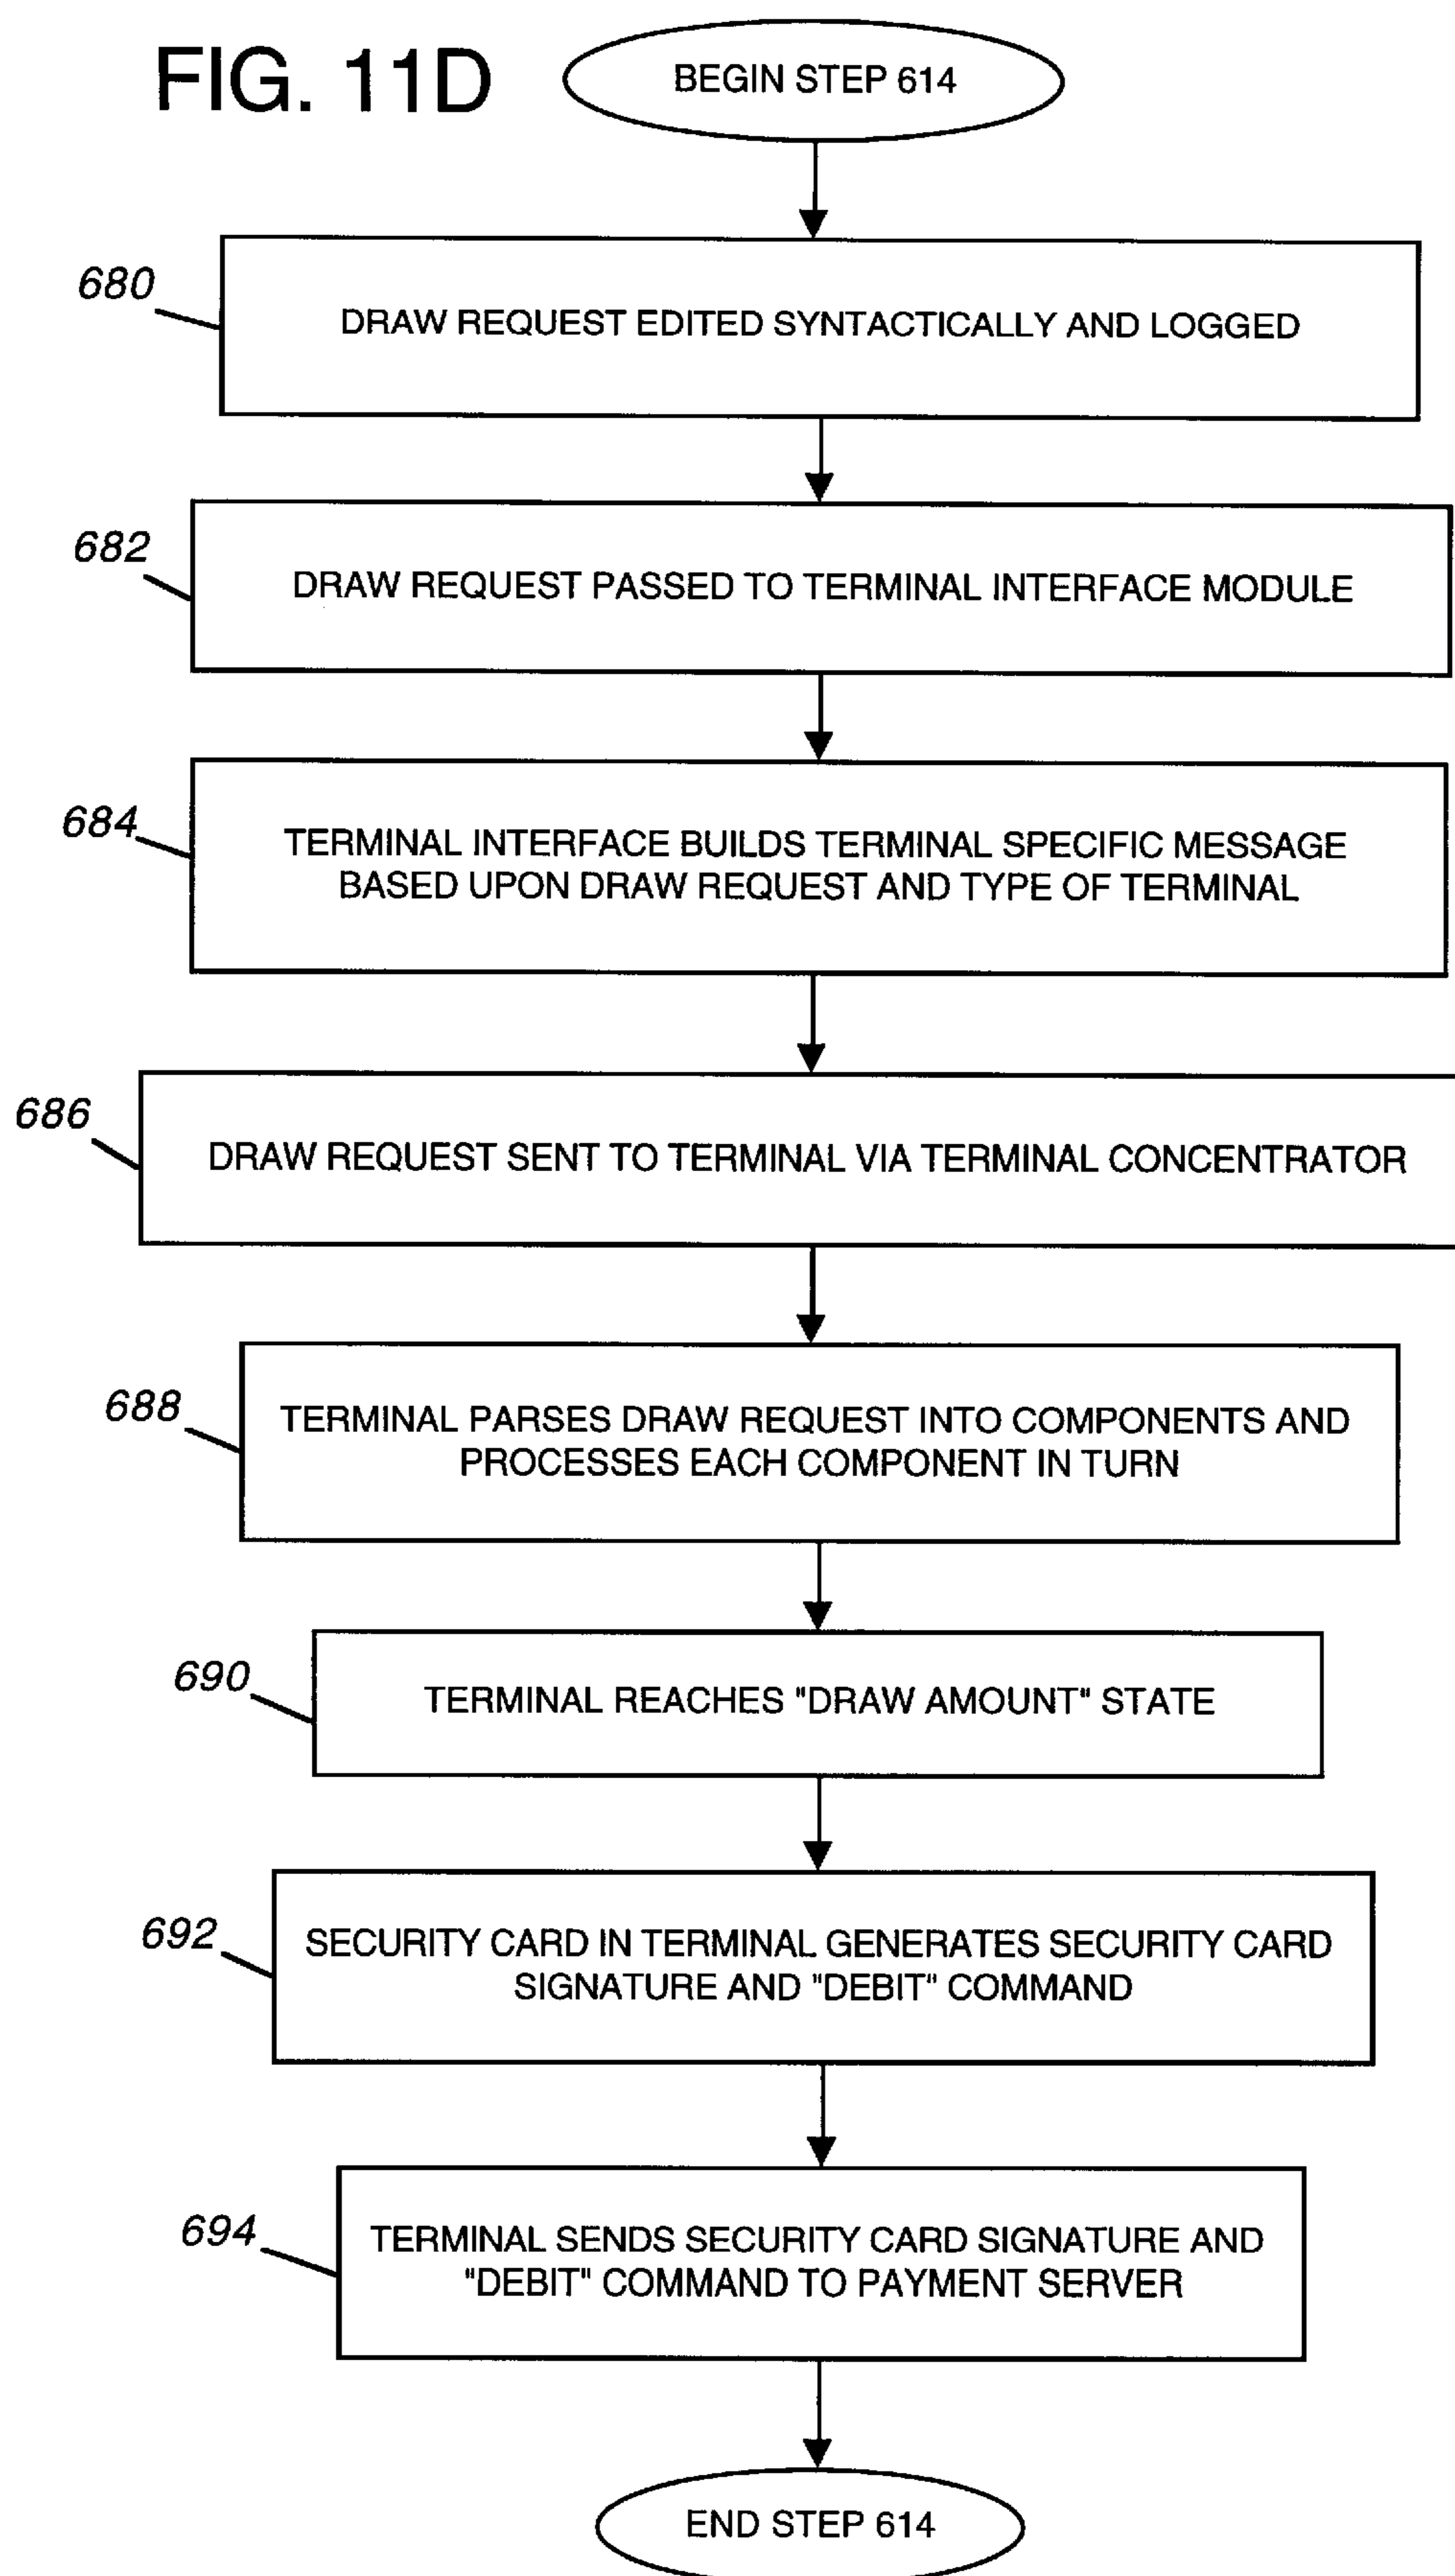 FIG. 11D
BEGIN STEP 614
680
DRAW REQUEST EDITED SYNTACTICALLY AND LOGGED
682
DRAW REQUEST PASSED TO TERMINAL INTERFACE MODULE
684
TERMINAL INTERFACE BUILDS TERMINAL SPECIFIC MESSAGE
BASED UPON DRAW REQUEST AND TYPE OF TERMINAL
686
DRAW REQUEST SENT TO TERMINAL VIA TERMINAL CONCENTRATOR
688
TERMINAL PARSES DRAW REQUEST INTO COMPONENTS AND
PROCESSES EACH COMPONENT IN TURN
690
TERMINAL REACHES "DRAW AMOUNT" STATE
692
SECURITY CARD IN TERMINAL GENERATES SECURITY CARD
SIGNATURE AND "DEBIT" COMMAND
694
TERMINAL SENDS SECURITY CARD SIGNATURE AND
"DEBIT" COMMAND TO PAYMENT SERVER
END STEP 614